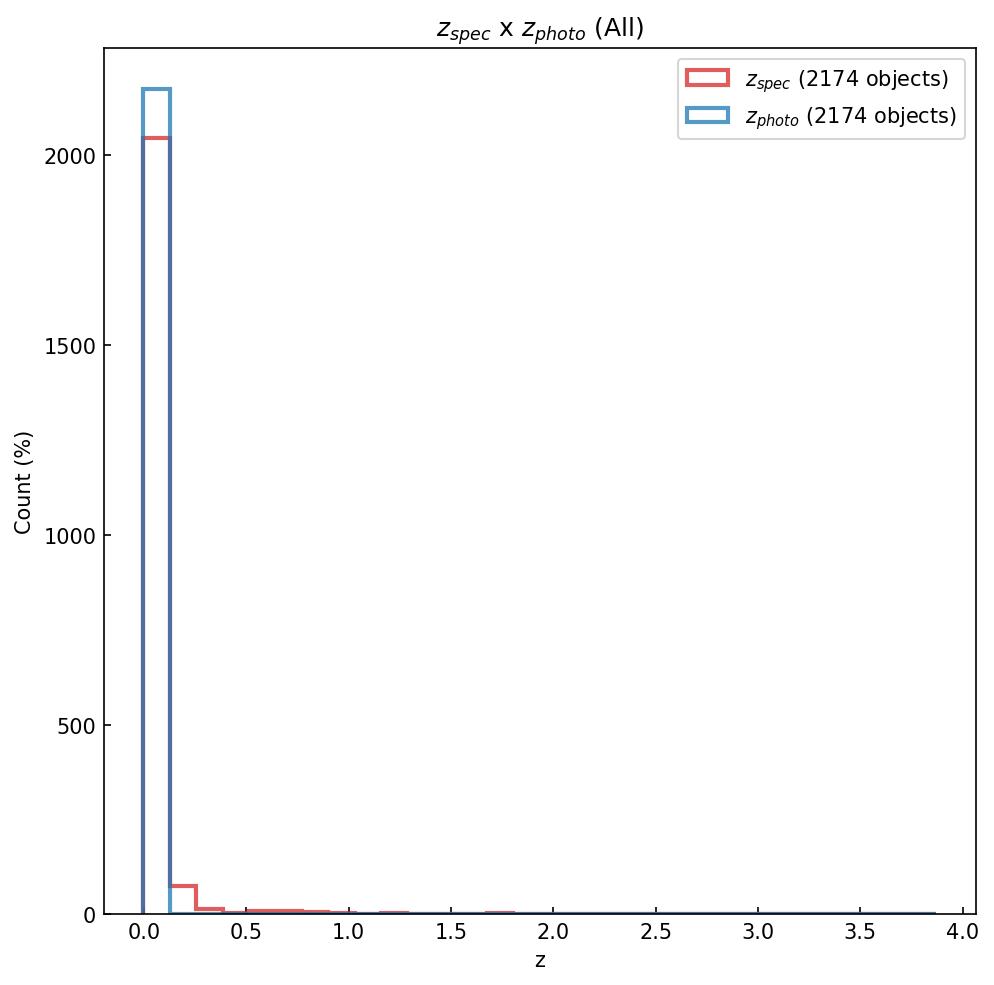 z_spec x z_photo (All)
z_spec (2174 objects)
z_photo (2174 objects)
Count (%)
2000
1500
1000
500
0
0.0 0.5 1.0 1.5 2.0 2.5 3.0 3.5 4.0
z